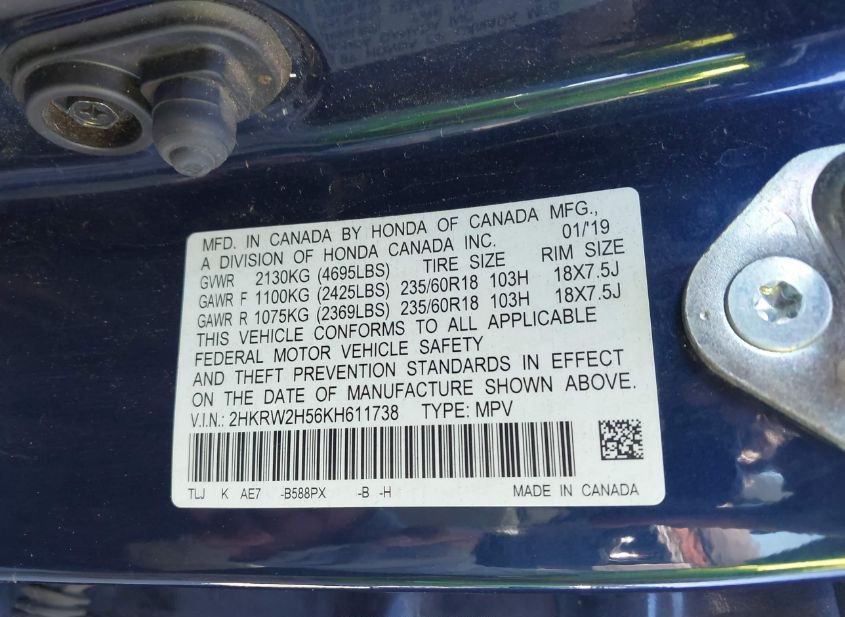 MFD. IN CANADA BY HONDA OF CANADA MFG.,
A DIVISION OF HONDA CANADA INC. 01/'19
GVWR 2130KG (4695LBS) TIRE SIZE RIM SIZE
GAWR F 1100KG (2425LBS) 235/60R18 103H 18X7.5J
GAWR R 1075KG (2369LBS) 235/60R18 103H 18X7.5J
THIS VEHICLE CONFORMS TO ALL APPLICABLE
FEDERAL MOTOR VEHICLE SAFETY
AND THEFT PREVENTION STANDARDS IN EFFECT
ON THE DATE OF MANUFACTURE SHOWN ABOVE.
V.I.N.: 2HKRW2H56KH611738 TYPE: MPV
TLJ K AE7 -B588PX -B -H MADE IN CANADA